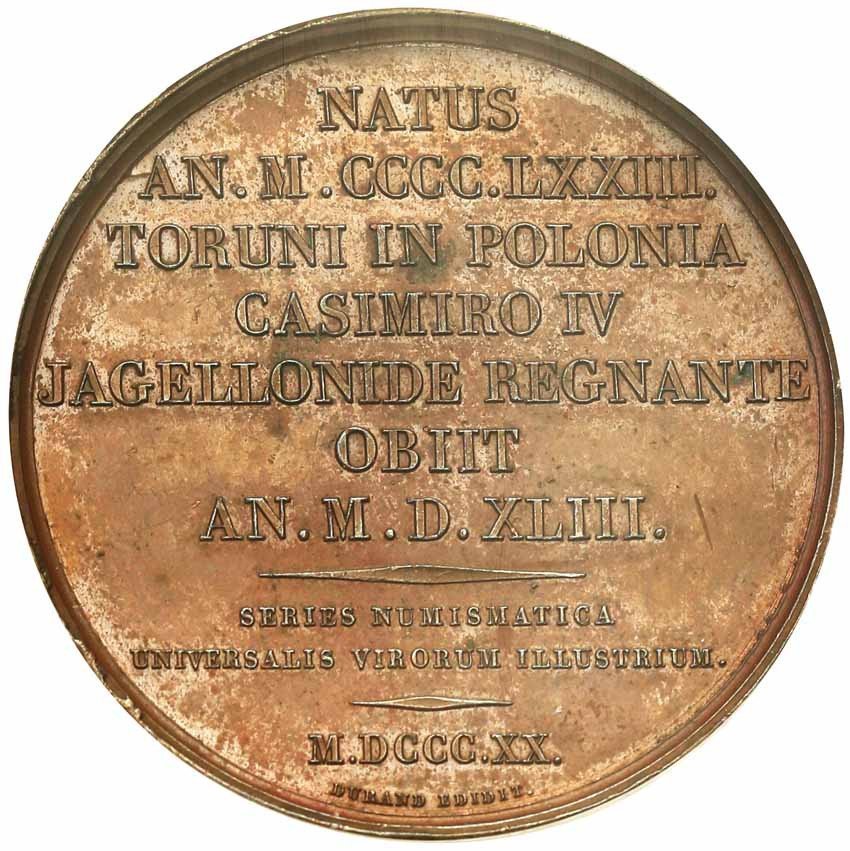 NATUS
AN. M. CCCC. LXXIII.
TORUNI IN POLONIA
CASIMIRO IV
JAGELLONIDE REGNANTE
OBIIT
AN. M. D. XLIII.
SERIES NUMISMATICA
UNIVERSALIS VIRORUM ILLUSTRIUM.
M.DCCC.XX.
DURAND EDIDIT.